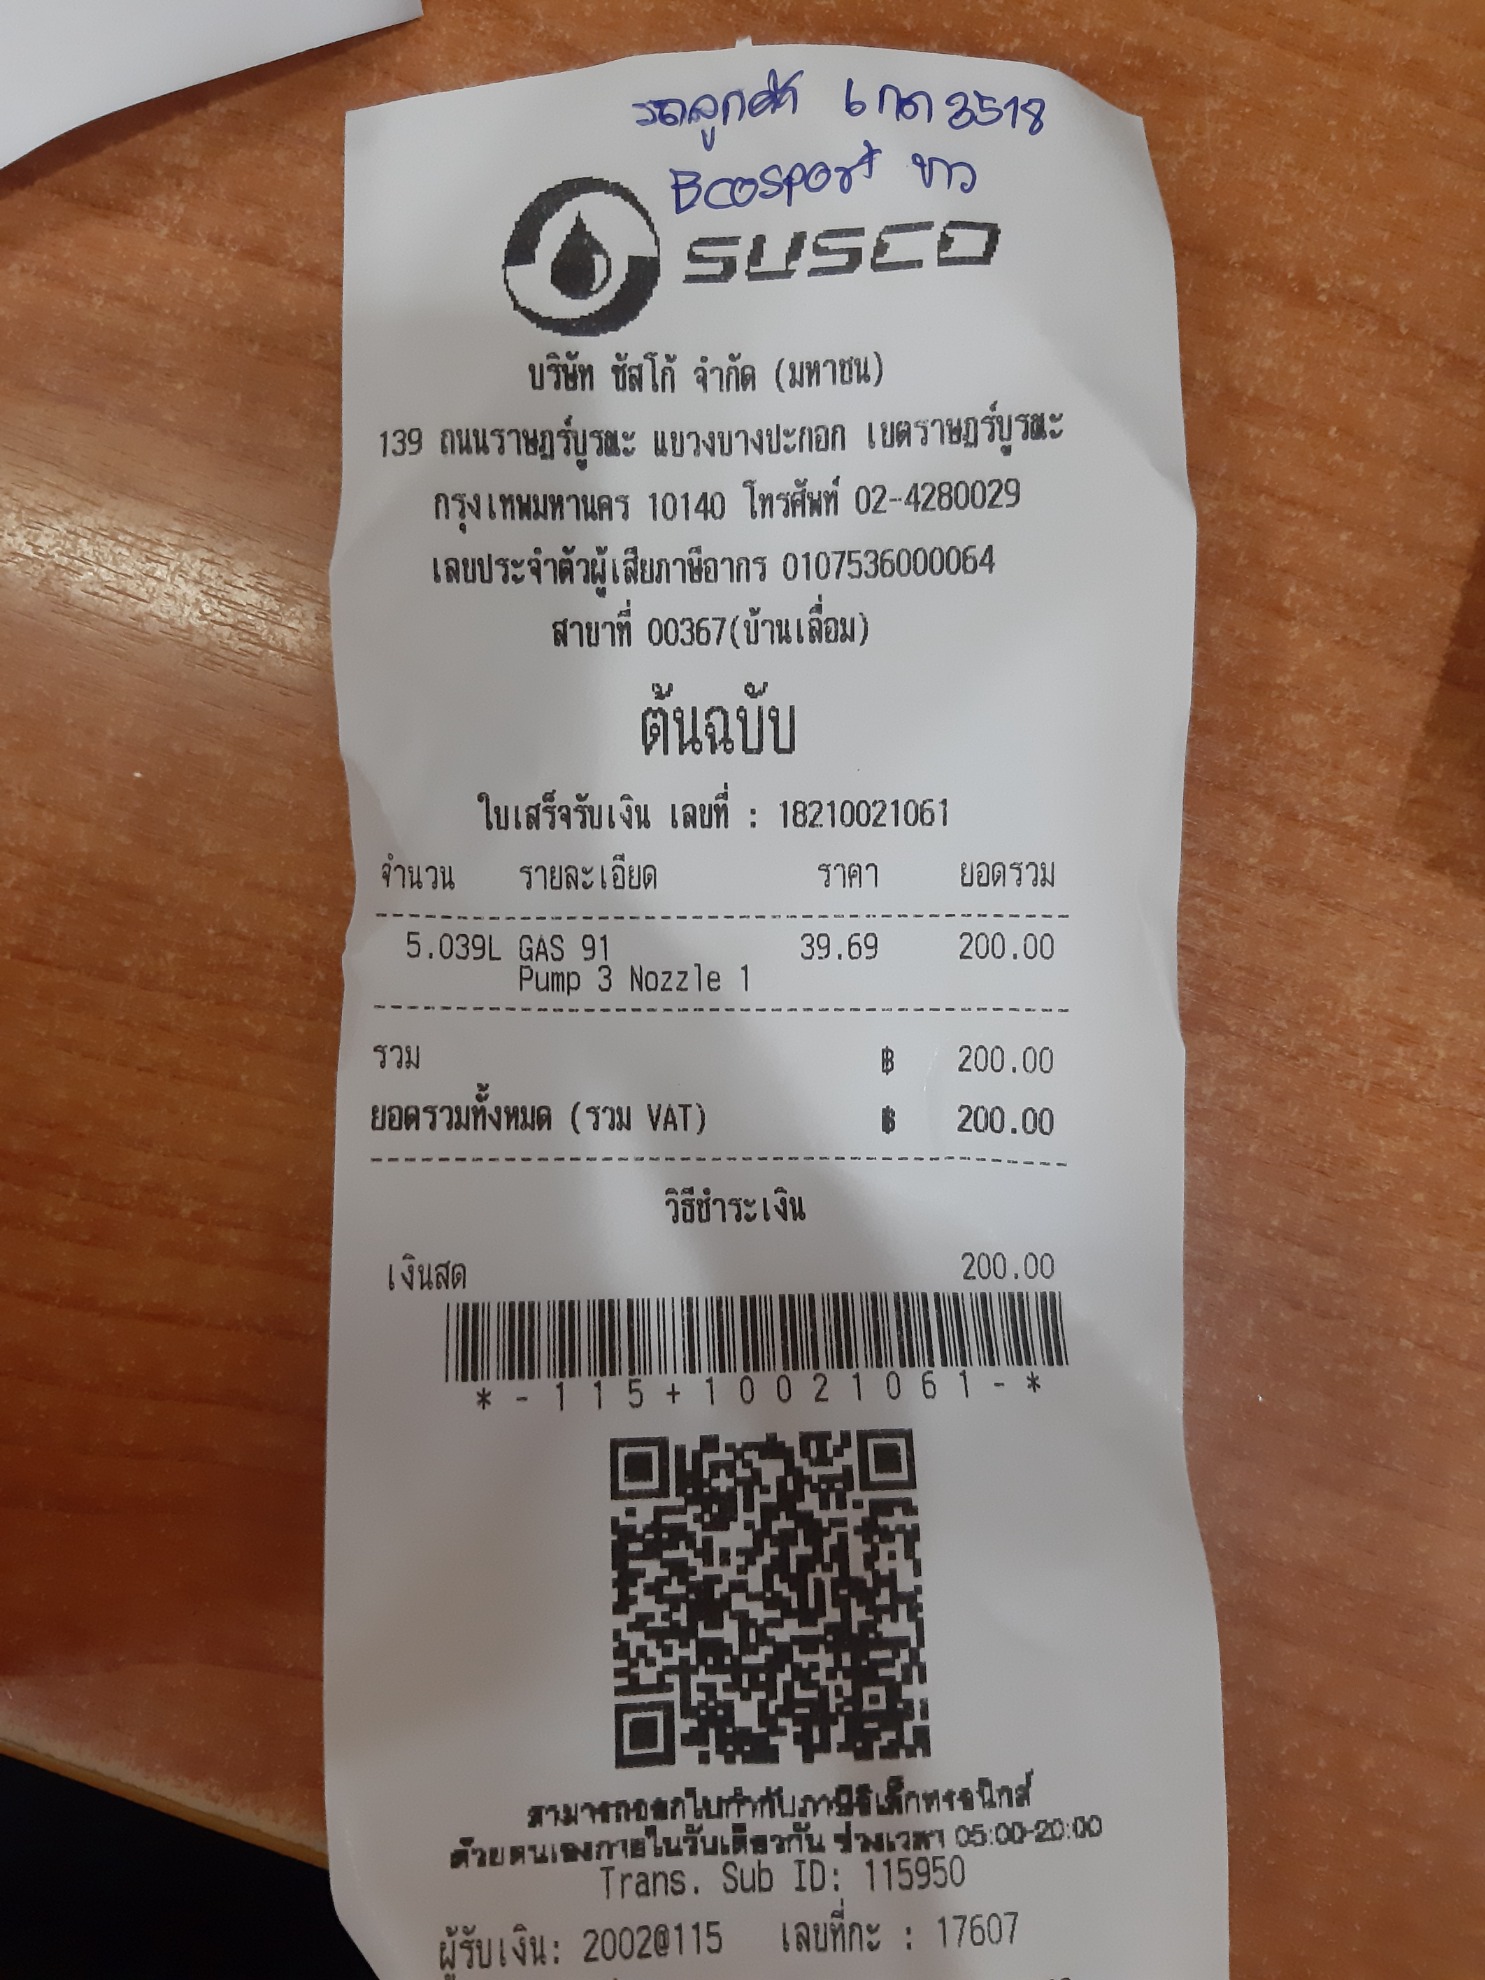 รถลูกค้า 6 กด 3518
Ecosport ขาว
SUSCO
บริษัท ซัสโก้ จำกัด (มหาชน)
139 ถนนราษฎร์บูรณะ แขวงบางปะกอก เขตราษฎร์บูรณะ
กรุงเทพมหานคร 10140 โทรศัพท์ 02-4280029
เลขประจำตัวผู้เสียภาษีอากร 0107536000064
สาขาที่ 00367(บ้านเลื่อม)
ต้นฉบับ
ใบเสร็จรับเงิน เลขที่ : 18210021061
จำนวน รายละเอียด ราคา ยอดรวม
5.039L GAS 91 39.69 200.00
Pump 3 Nozzle 1
รวม ฿ 200.00
ยอดรวมทั้งหมด (รวม VAT) ฿ 200.00
วิธีชำระเงิน
เงินสด 200.00
*-115+10021061-*
สามารถออกใบกำกับภาษีอิเล็กทรอนิกส์
ด้วยตนเองภายในวันเดียวกัน ช่วงเวลา 05:00-20:00
Trans. Sub ID: 115950
ผู้รับเงิน: 2002@115 เลขที่กะ : 17607